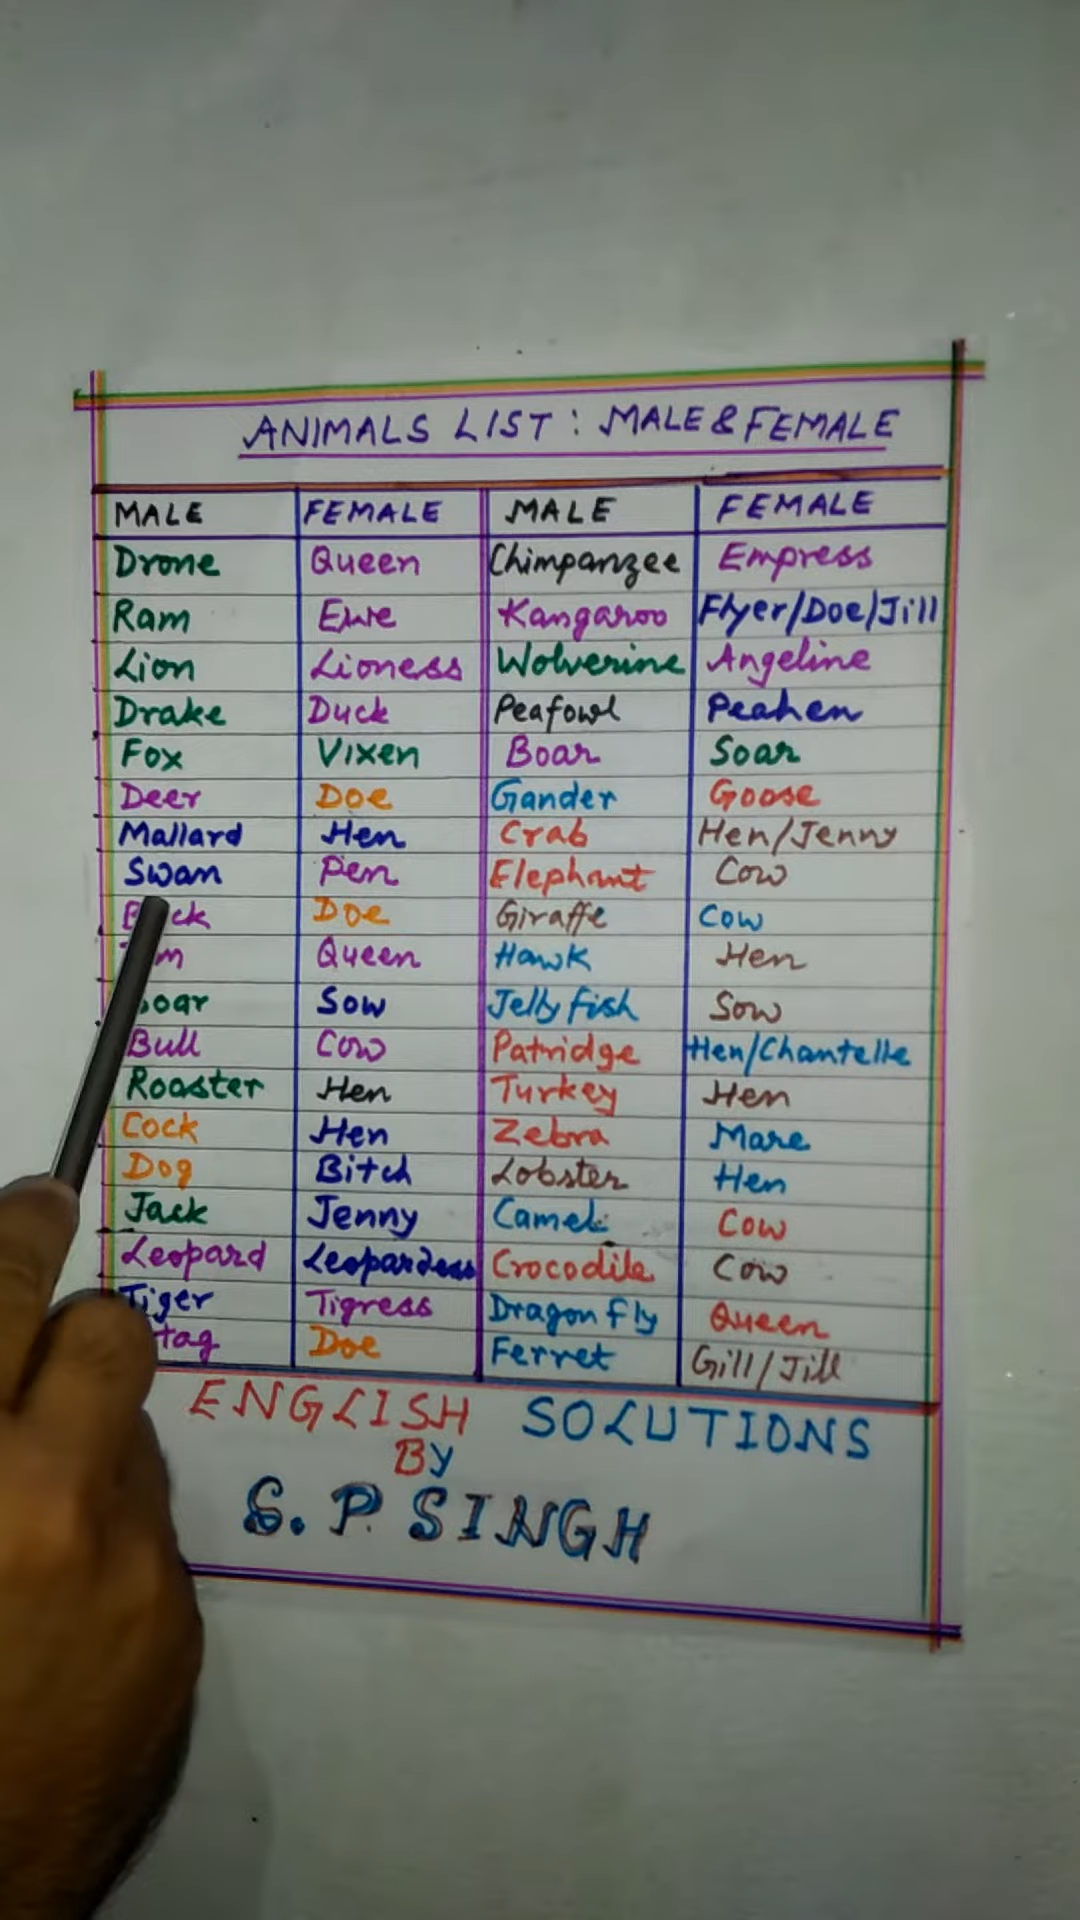 ANIMALS LIST: MALE & FEMALE
MALE FEMALE MALE FEMALE
Drone Queen Chimpanzee Empress
Ram Ewe Kangaroo Flyer/Doe/Jill
Lion Lioness Wolverine Angeline
Drake Duck Peafowl Peahen
Fox Vixen Boar Soar
Deer Doe Gander Goose
Mallard Hen Crab Hen/Jenny
Swan Pen Elephant Cow
Doe Giraffe Cow
Queen Hawk Hen
Sow Jelly fish Sow
Bull Cow Patridge Hen/Chantelle
Roaster Hen Turkey Hen
Cock Hen Zebra Mare
Dog Bitch Lobster Hen
Jack Jenny Camel Cow
Leopard Leopardess Crocodile Cow
Tiger Tigress Dragon fly Queen
Doe Ferret Gill/Jill
ENGLISH SOLUTIONS
BY
S. P. SINGH